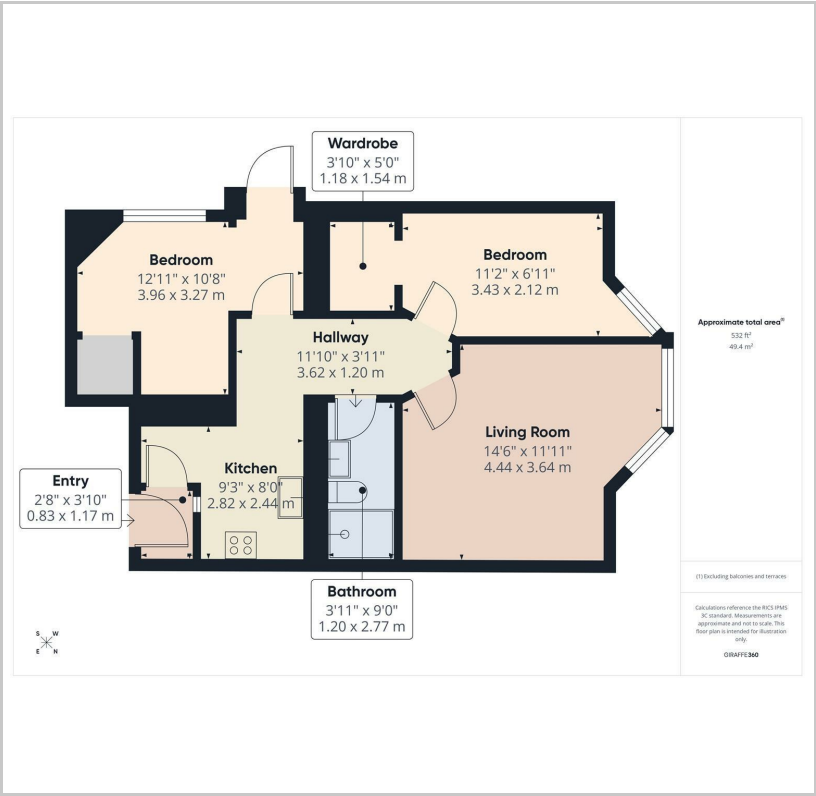 Wardrobe
3'10" x 5'0"
1.18 x 1.54 m
Bedroom
12'11" x 10'8"
3.96 x 3.27 m
Bedroom
11'2" x 6'11"
3.43 x 2.12 m
Hallway
11'10" x 3'11"
3.62 x 1.20 m
Living Room
14'6" x 11'11"
4.44 x 3.64 m
Kitchen
9'3" x 8'0"
2.82 x 2.44 m
Entry
2'8" x 3'10"
0.83 x 1.17 m
Bathroom
3'11" x 9'0"
1.20 x 2.77 m
S W
E N
Approximate total area(1)
532 ft²
49.4 m²
(1) Excluding balconies and terraces
Calculations reference the RICS IPMS
3C standard. Measurements are
approximate and not to scale. This
floor plan is intended for illustration
only.
GIRAFFE360